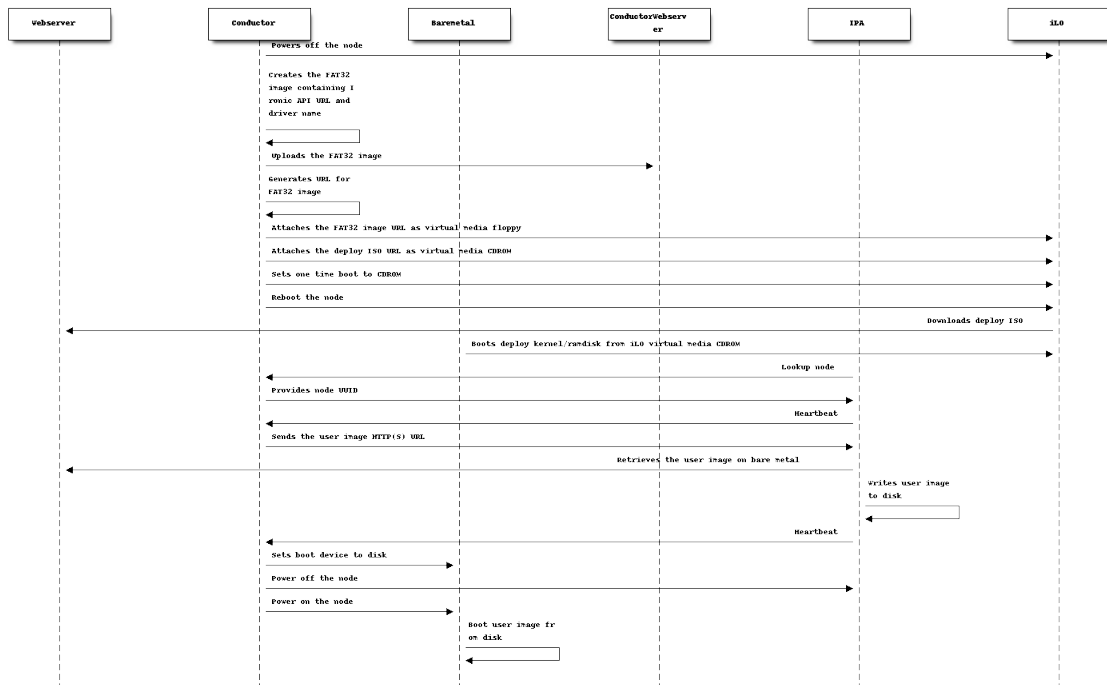 Webserver
Conductor
Baremetal
ConductorWebserv
er
IPA
iLO
Powers off the node
Creates the FAT32
image containing I
ronic API URL and
driver name
Uploads the FAT32 image
Generates URL for
FAT32 image
Attaches the FAT32 image URL as virtual media floppy
Attaches the deploy ISO URL as virtual media CDROM
Sets one time boot to CDROM
Reboot the node
Downloads deploy ISO
Boots deploy kernel/ramdisk from iLO virtual media CDROM
Lookup node
Provides node UUID
Heartbeat
Sends the user image HTTP(S) URL
Retrieves the user image on bare metal
Writes user image
to disk
Heartbeat
Sets boot device to disk
Power off the node
Power on the node
Boot user image fr
om disk